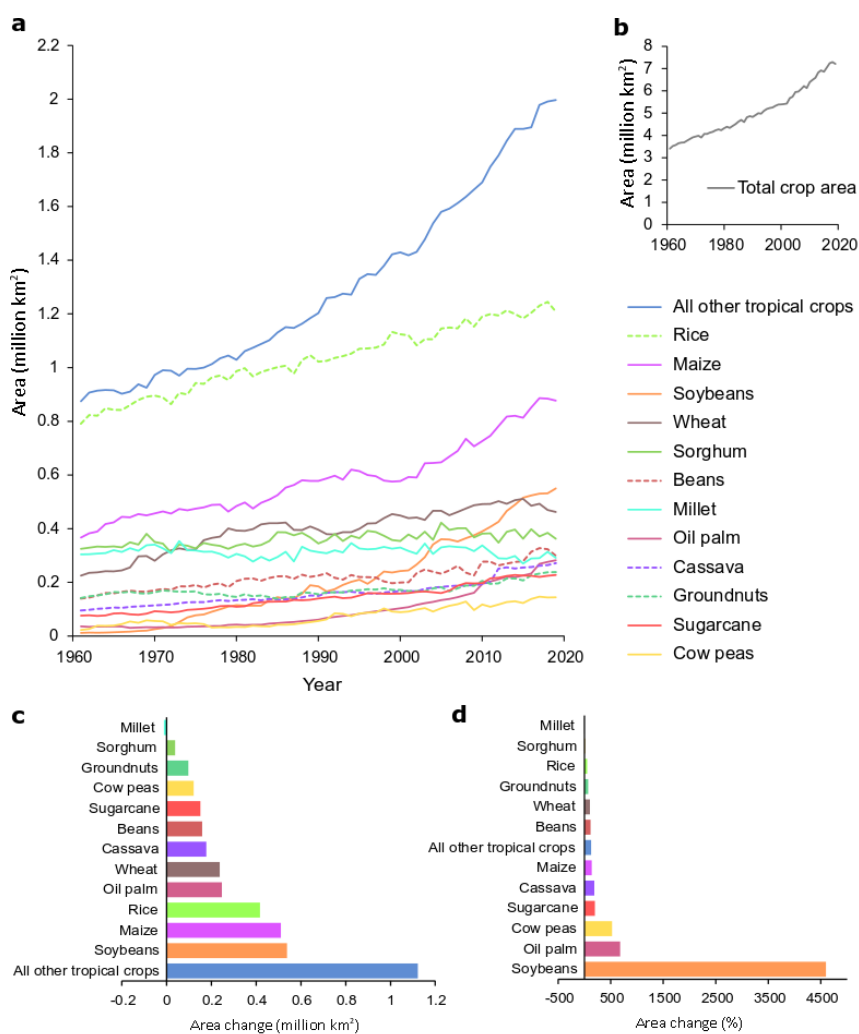 a
2.2
2
1.8
1.6
1.4
1.2
1
0.8
0.6
0.4
0.2
0
Area (million km²)
1960 1970 1980 1990 2000 2010 2020
Year
b
8
7
6
5
4
3
2
1
0
Area (million km²)
Total crop area
1960 1980 2000 2020
All other tropical crops
Rice
Maize
Soybeans
Wheat
Sorghum
Beans
Millet
Oil palm
Cassava
Groundnuts
Sugarcane
Cow peas
c
Millet
Sorghum
Groundnuts
Cow peas
Sugarcane
Beans
Cassava
Wheat
Oil palm
Rice
Maize
Soybeans
All other tropical crops
-0.2 0 0.2 0.4 0.6 0.8 1 1.2
Area change (million km²)
d
Millet
Sorghum
Rice
Groundnuts
Wheat
Beans
All other tropical crops
Maize
Cassava
Sugarcane
Cow peas
Oil palm
Soybeans
-500 500 1500 2500 3500 4500
Area change (%)